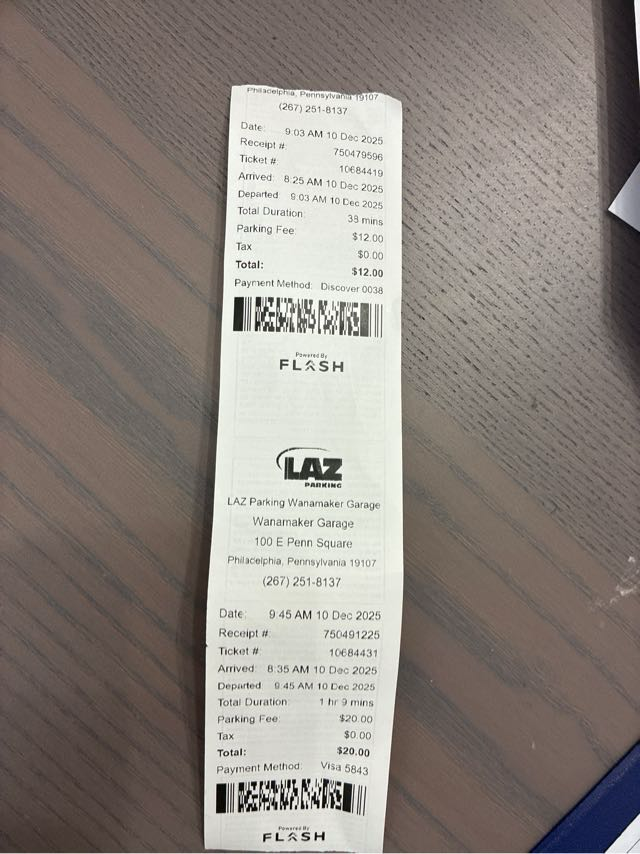 Philadelphia, Pennsylvania 19107
(267) 251-8137
Date: 9:03 AM 10 Dec 2025
Receipt #: 750479596
Ticket #: 10684419
Arrived: 8:25 AM 10 Dec 2025
Departed: 9:03 AM 10 Dec 2025
Total Duration: 38 mins
Parking Fee: $12.00
Tax $0.00
Total: $12.00
Payment Method: Discover 0038
Powered By
FLASH
LAZ
PARKING
LAZ Parking Wanamaker Garage
Wanamaker Garage
100 E Penn Square
Philadelphia, Pennsylvania 19107
(267) 251-8137
Date: 9:45 AM 10 Dec 2025
Receipt #: 750491225
Ticket #: 10684431
Arrived: 8:35 AM 10 Dec 2025
Departed: 9:45 AM 10 Dec 2025
Total Duration: 1 hr 9 mins
Parking Fee: $20.00
Tax $0.00
Total: $20.00
Payment Method: Visa 5843
Powered By
FLASH